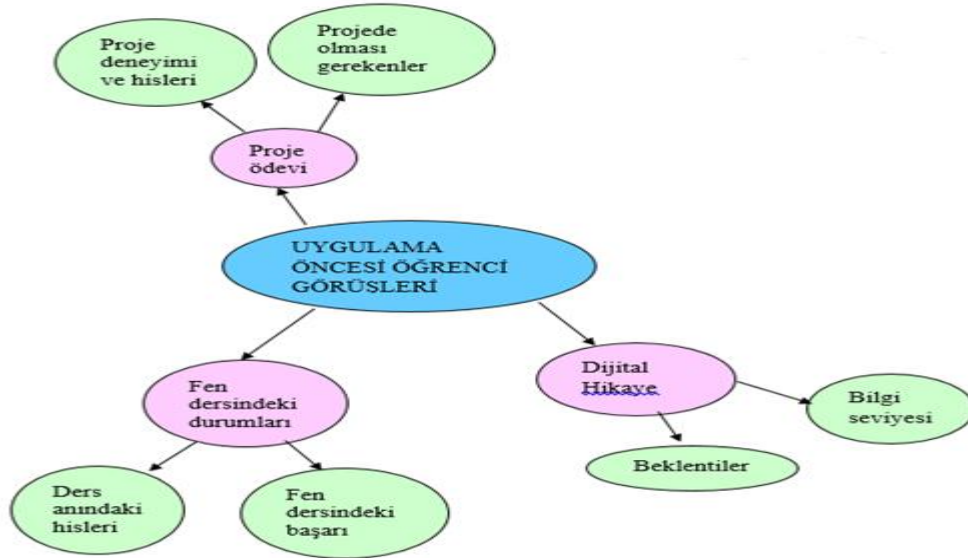 Proje
deneyimi
ve hisleri
Projede
olması
gerekenler
Proje
ödevi
UYGULAMA
ÖNCESİ ÖĞRENCİ
GÖRÜŞLERİ
Fen
dersindeki
durumları
Dijital
Hikaye
Bilgi
seviyesi
Beklentiler
Ders
anındaki
hisleri
Fen
dersindeki
başarı